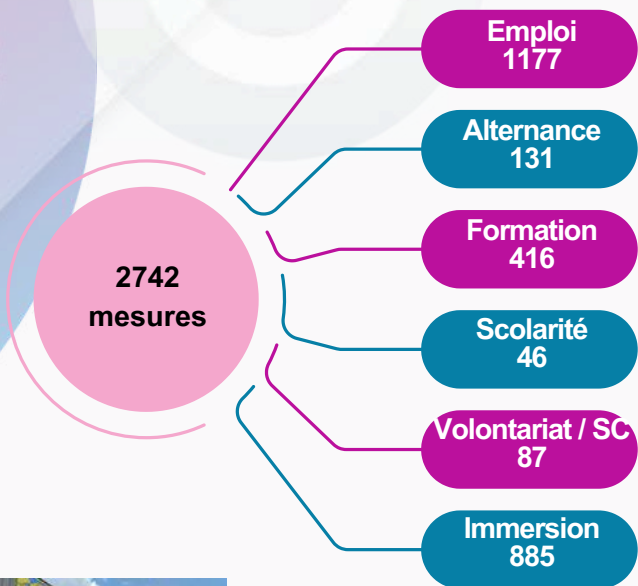 2742
mesures
Emploi
1177
Alternance
131
Formation
416
Scolarité
46
Volontariat / SC
87
Immersion
885